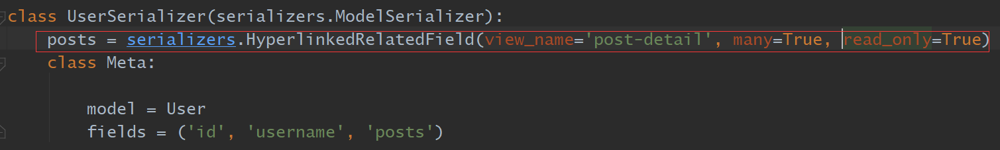 class UserSerializer(serializers.ModelSerializer):
posts = serializers.HyperlinkedRelatedField(view_name='post-detail', many=True, read_only=True)
class Meta:
model = User
fields = ('id', 'username', 'posts')